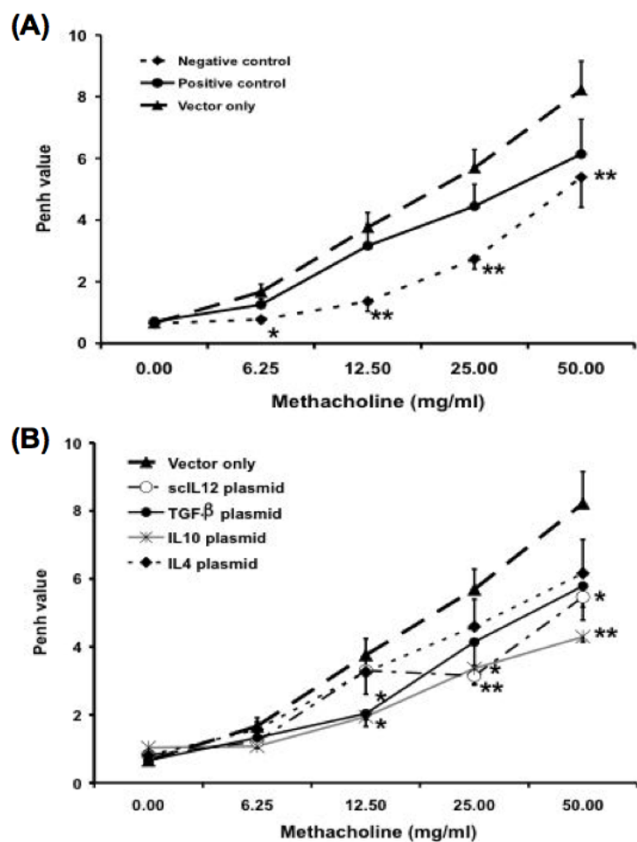 (A)
Negative control
Positive control
Vector only
10
8
6
4
2
0
Penh value
*
**
**
**
0.00 6.25 12.50 25.00 50.00
Methacholine (mg/ml)
(B)
Vector only
scIL12 plasmid
TGF-β plasmid
IL10 plasmid
IL4 plasmid
10
8
6
4
2
0
Penh value
*
*
*
**
*
**
0.00 6.25 12.50 25.00 50.00
Methacholine (mg/ml)